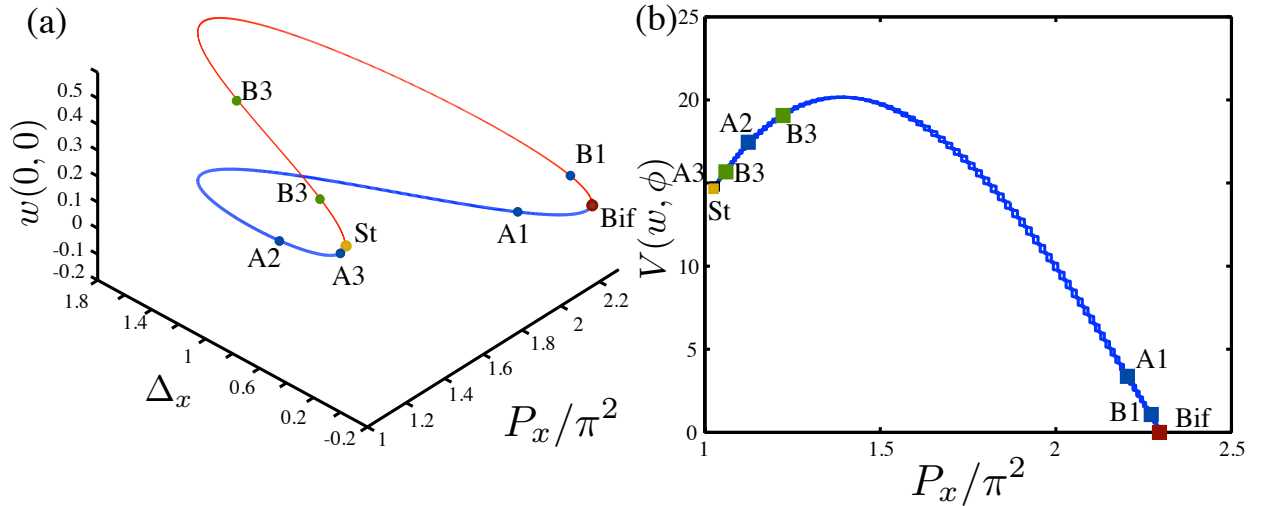 (a)
0.5
0.4
0.3
0.2
0.1
0
-0.1
-0.2
w(0, 0)
1.8
1.4
1
0.6
0.2
-0.2
Δₓ
1
1.2
1.4
1.6
1.8
2
2.2
Pₓ/π²
B3
B3
B1
Bif
A1
St
A2
A3
(b)
25
20
15
10
5
0
V(w, φ)
1
1.5
2
2.5
Pₓ/π²
A2
B3
A3
B3
St
A1
B1
Bif